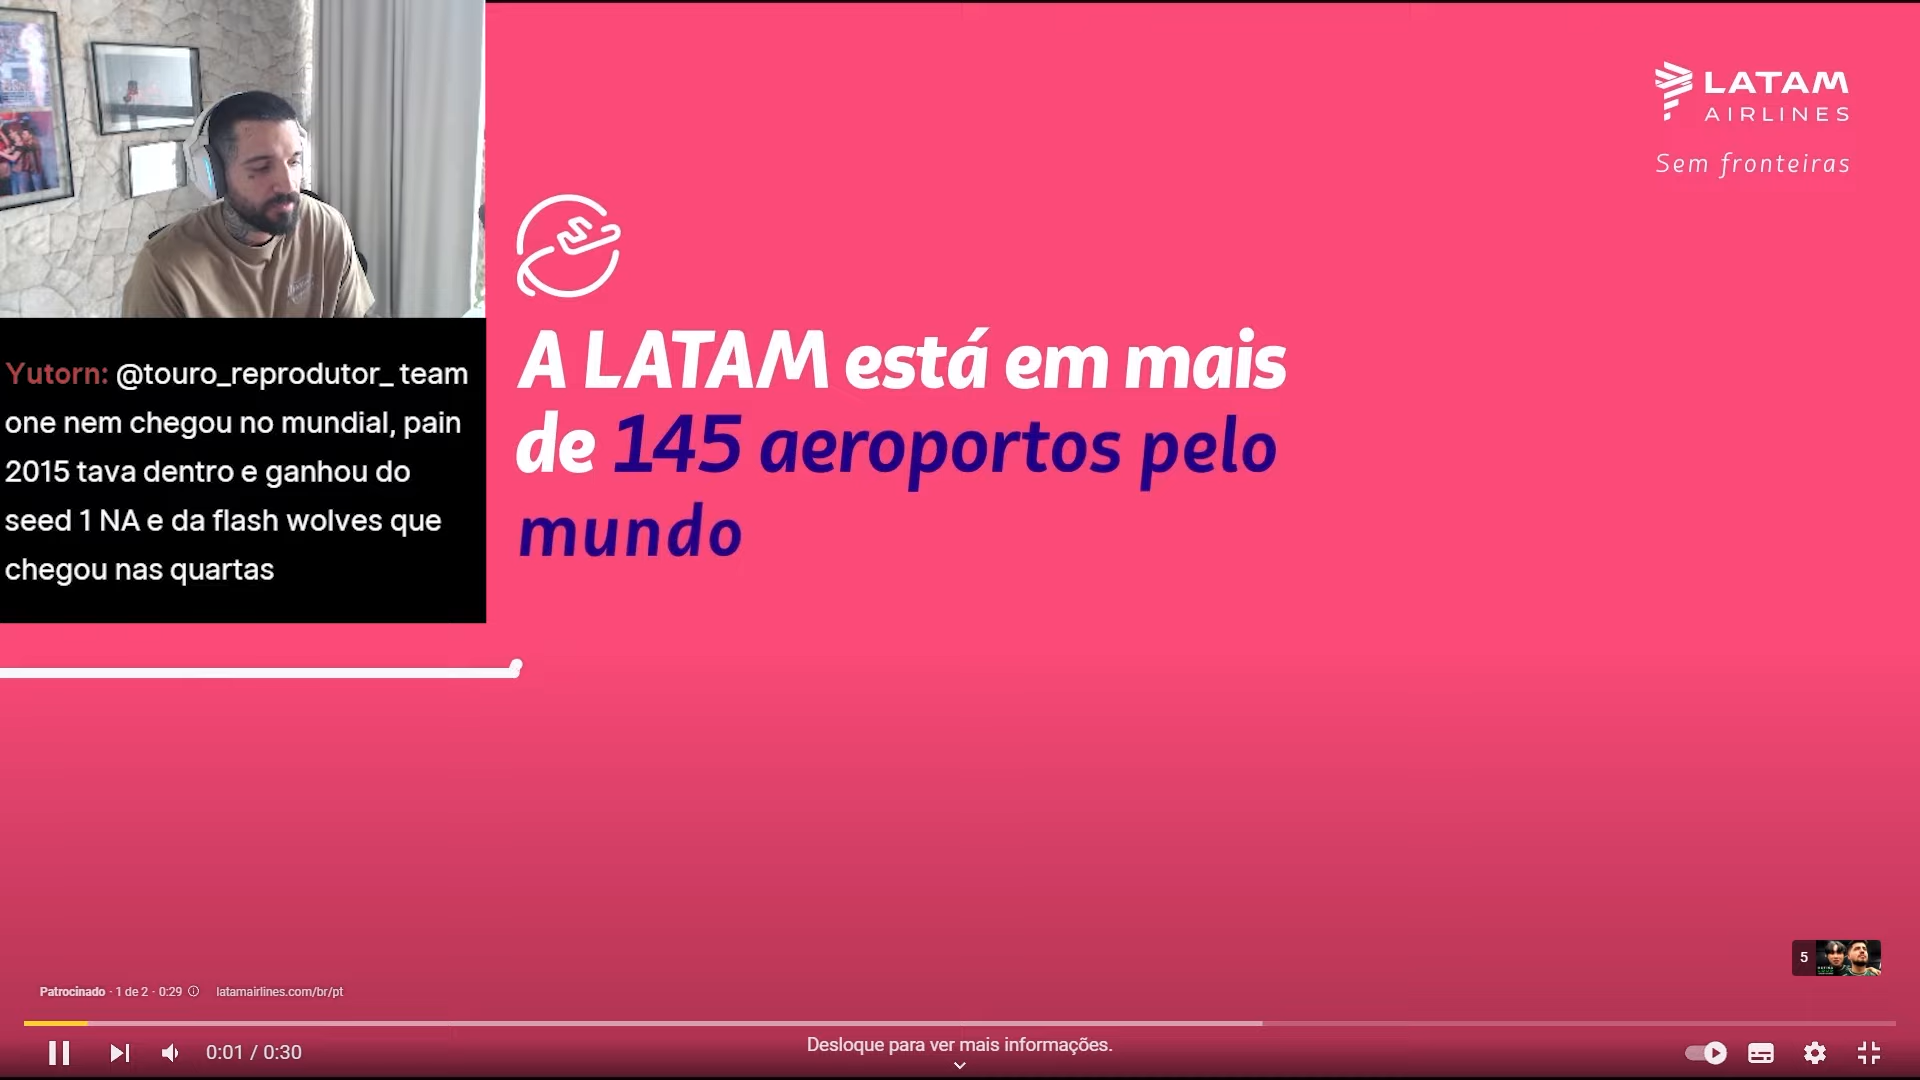 LATAM
AIRLINES
Sem fronteiras
A LATAM está em mais
de 145 aeroportos pelo
mundo
Yutorn: @touro_reprodutor_ team
one nem chegou no mundial, pain
2015 tava dentro e ganhou do
seed 1 NA e da flash wolves que
chegou nas quartas
5
Patrocinado · 1 de 2 · 0:29
latamairlines.com/br/pt
0:01 / 0:30
Desloque para ver mais informações.